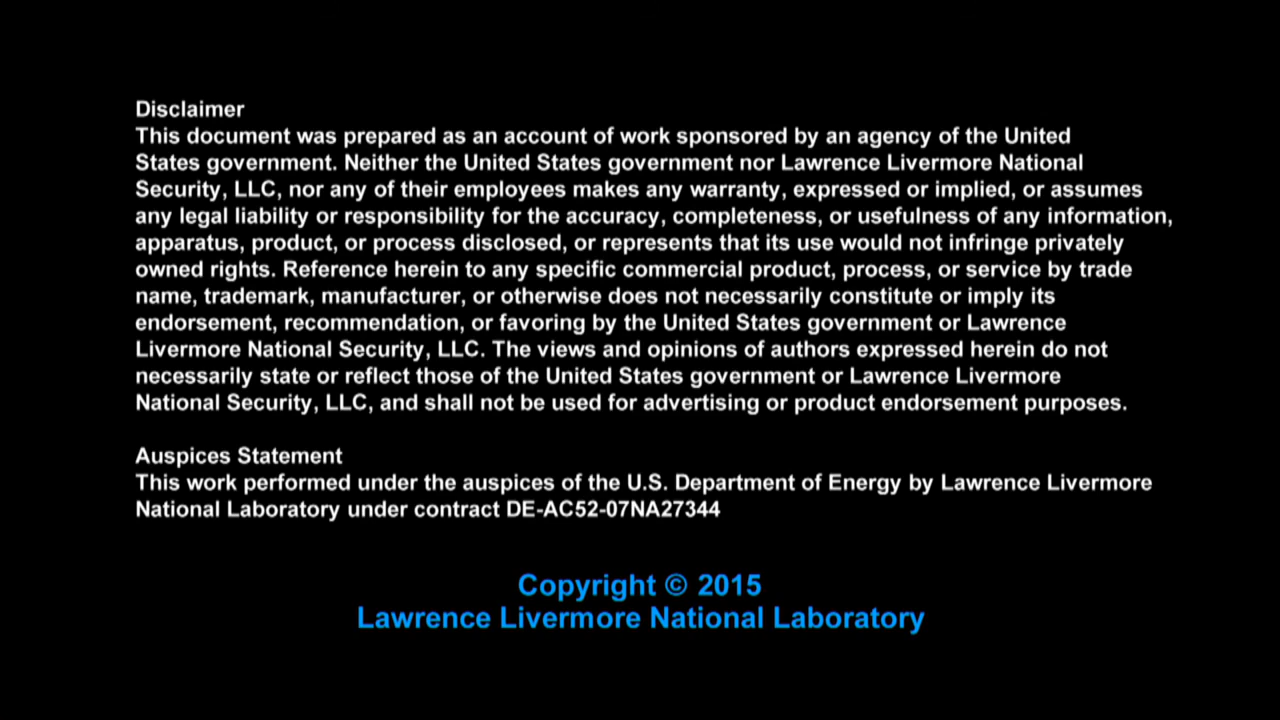 Disclaimer
This document was prepared as an account of work sponsored by an agency of the United
States government. Neither the United States government nor Lawrence Livermore National
Security, LLC, nor any of their employees makes any warranty, expressed or implied, or assumes
any legal liability or responsibility for the accuracy, completeness, or usefulness of any information,
apparatus, product, or process disclosed, or represents that its use would not infringe privately
owned rights. Reference herein to any specific commercial product, process, or service by trade
name, trademark, manufacturer, or otherwise does not necessarily constitute or imply its
endorsement, recommendation, or favoring by the United States government or Lawrence
Livermore National Security, LLC. The views and opinions of authors expressed herein do not
necessarily state or reflect those of the United States government or Lawrence Livermore
National Security, LLC, and shall not be used for advertising or product endorsement purposes.
Auspices Statement
This work performed under the auspices of the U.S. Department of Energy by Lawrence Livermore
National Laboratory under contract DE-AC52-07NA27344
Copyright © 2015
Lawrence Livermore National Laboratory